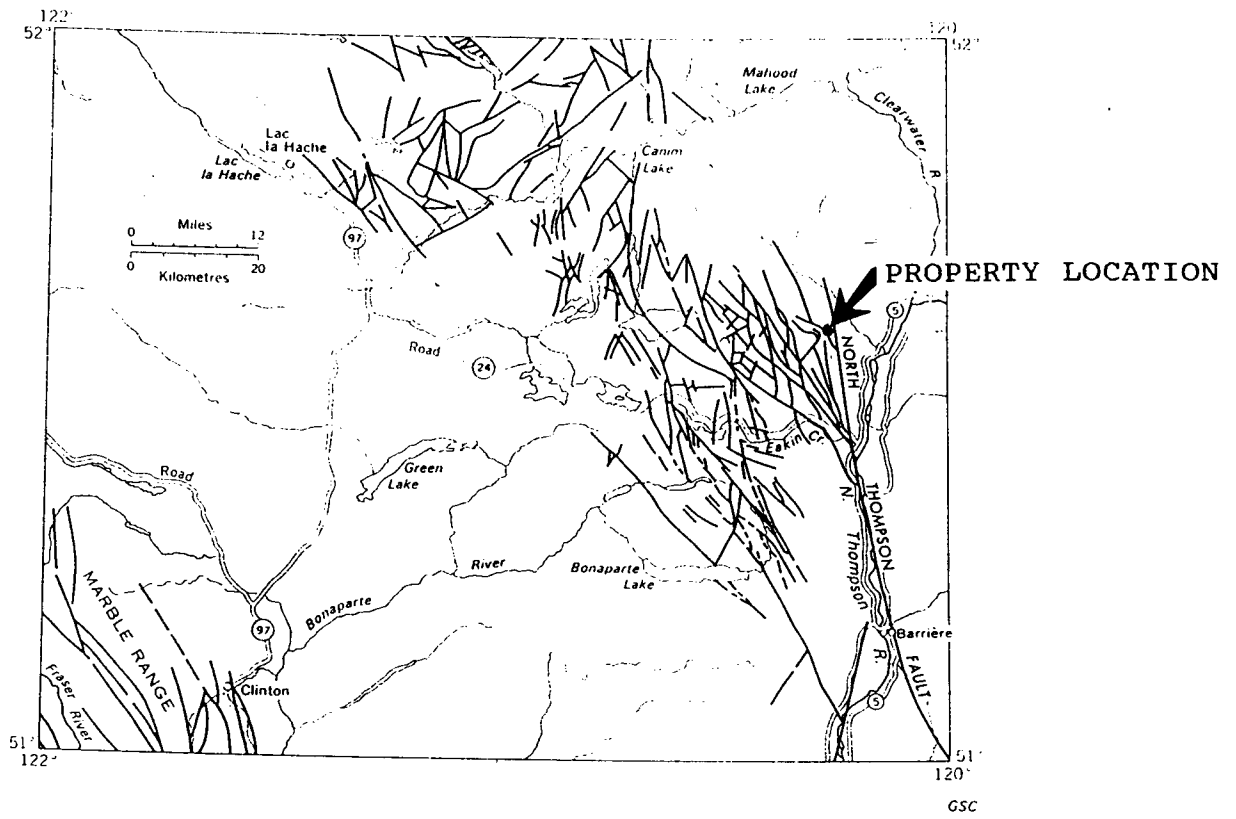 122°
120
52°
52°
Mahood
Lake
Clearwater
R
Lac
la Hache
Lac
la Hache
Canim
Lake
Miles
0 12
0 20
Kilometres
97
PROPERTY LOCATION
5
Road
24
NORTH
Eakin Cr.
Green
Lake
Road
N.
THOMPSON
Thompson
River
Bonaparte
Lake
MARBLE RANGE
Bonaparte
97
Barrière
R.
FAULT
Clinton
5
Fraser
River
51°
122°
51°
120°
GSC